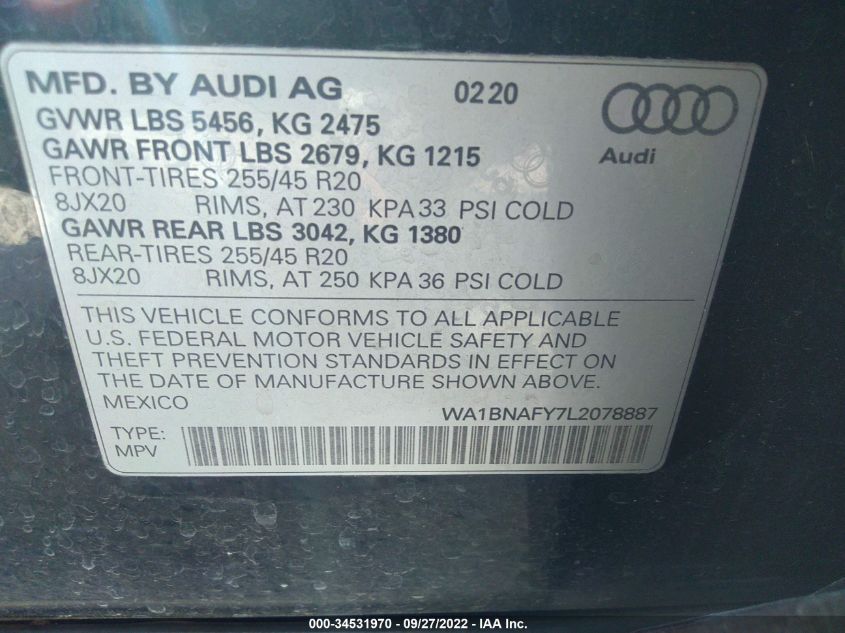 MFD. BY AUDI AG 0220
GVWR LBS 5456, KG 2475
GAWR FRONT LBS 2679, KG 1215
Audi
FRONT-TIRES 255/45 R20
8JX20 RIMS, AT 230 KPA 33 PSI COLD
GAWR REAR LBS 3042, KG 1380
REAR-TIRES 255/45 R20
8JX20 RIMS, AT 250 KPA 36 PSI COLD
THIS VEHICLE CONFORMS TO ALL APPLICABLE
U.S. FEDERAL MOTOR VEHICLE SAFETY AND
THEFT PREVENTION STANDARDS IN EFFECT ON
THE DATE OF MANUFACTURE SHOWN ABOVE.
MEXICO WA1BNAFY7L2078887
TYPE:
MPV
000-34531970 - 09/27/2022 - IAA Inc.